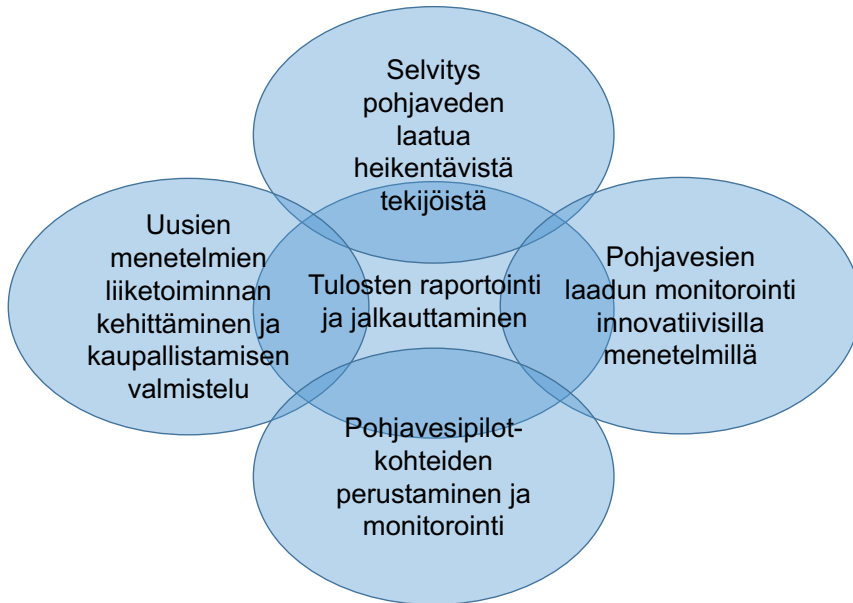 Selvitys
pohjaveden
laatua
heikentävistä
tekijöistä
Uusien
menetelmien
liiketoiminnan
kehittäminen ja
kaupallistamisen
valmistelu
Tulosten raportointi
ja jalkauttaminen
Pohjavesien
laadun monitorointi
innovatiivisilla
menetelmillä
Pohjavesipilot-
kohteiden
perustaminen ja
monitorointi